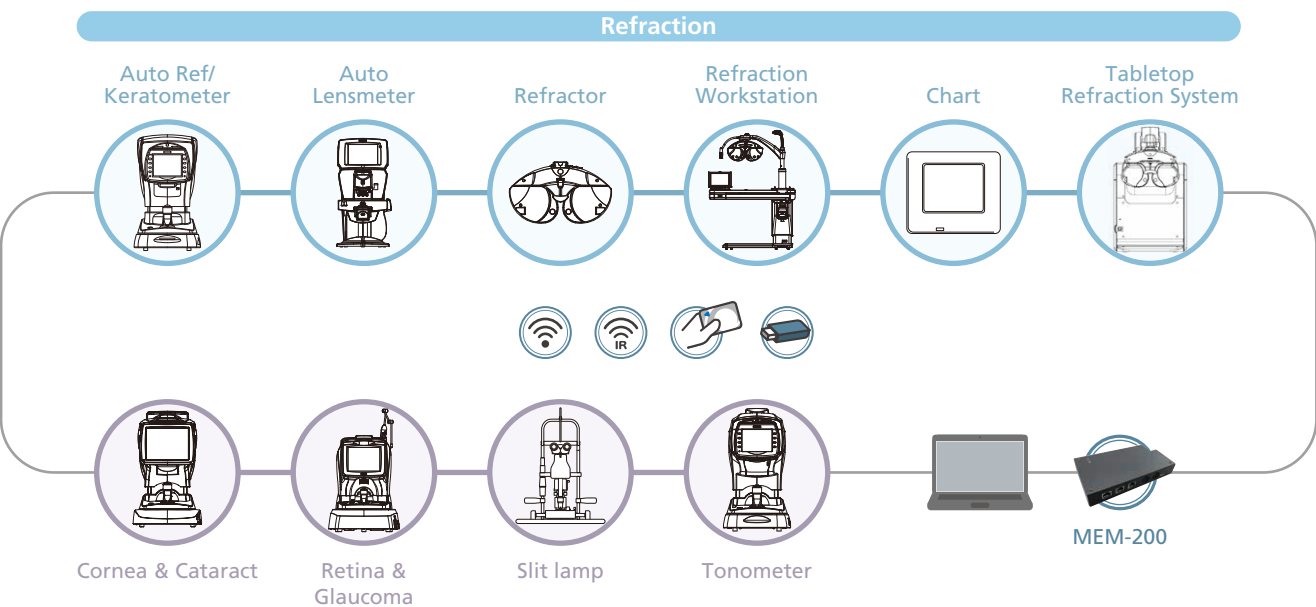 Refraction
Auto Ref/
Keratometer
Auto
Lensmeter
Refractor
Refraction
Workstation
Chart
Tabletop
Refraction System
IR
MEM-200
Cornea & Cataract
Retina &
Glaucoma
Slit lamp
Tonometer